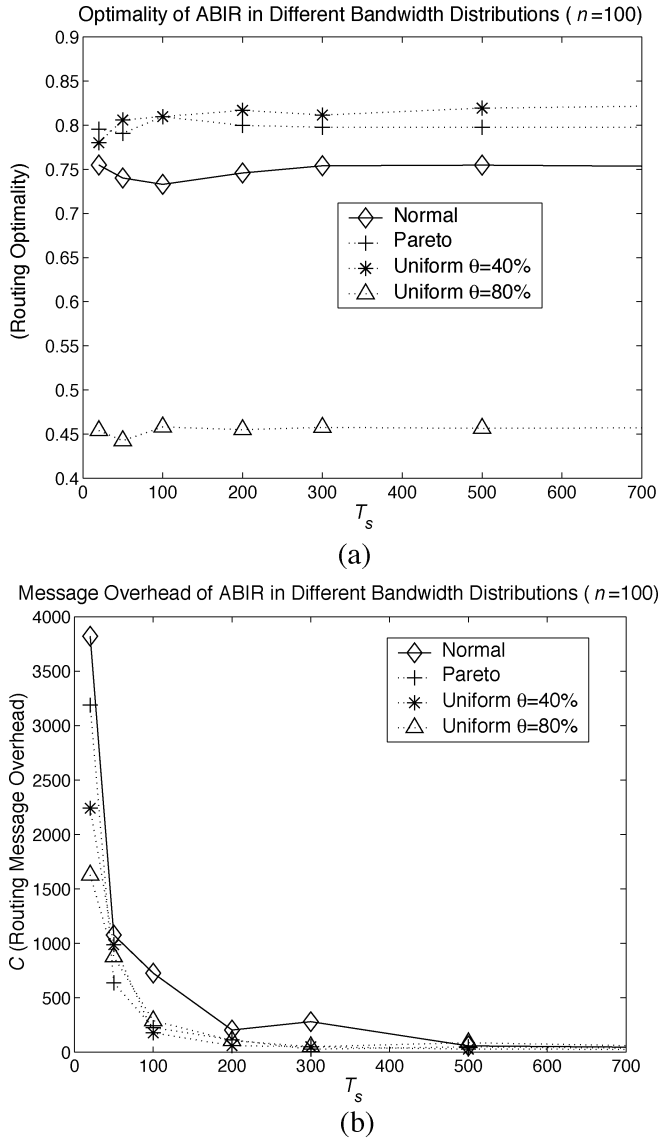 Optimality of ABIR in Different Bandwidth Distributions ( n=100)
0.9
0.85
0.8
0.75
0.7
0.65
0.6
0.55
0.5
0.45
0.4
(Routing Optimality)
Normal
Pareto
Uniform θ=40%
Uniform θ=80%
0 100 200 300 400 500 600 700
Ts
(a)
Message Overhead of ABIR in Different Bandwidth Distributions ( n=100)
4000
3500
3000
2500
2000
1500
1000
500
0
C (Routing Message Overhead)
Normal
Pareto
Uniform θ=40%
Uniform θ=80%
0 100 200 300 400 500 600 700
Ts
(b)